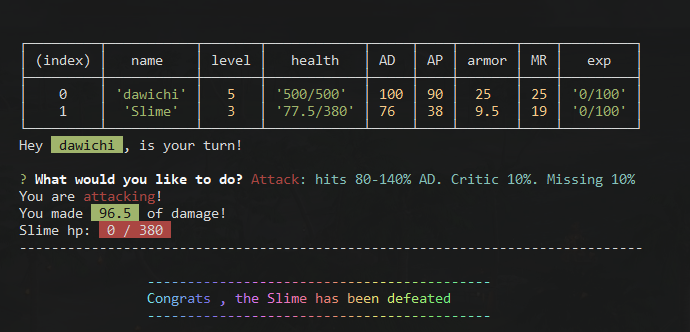 (index) name level health AD AP armor MR exp
0 'dawichi' 5 '500/500' 100 90 25 25 '0/100'
1 'Slime' 3 '77.5/380' 76 38 9.5 19 '0/100'
Hey dawichi , is your turn!
? What would you like to do? Attack: hits 80-140% AD. Critic 10%. Missing 10%
You are attacking!
You made 96.5 of damage!
Slime hp: 0 / 380
Congrats , the Slime has been defeated